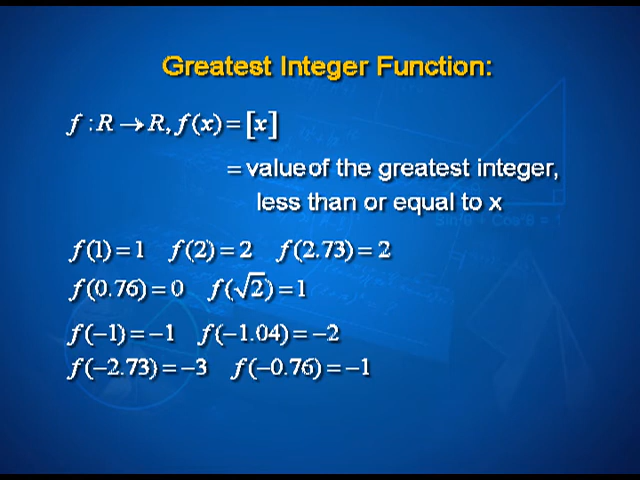 Greatest Integer Function:
f : R → R, f(x) = [x]
= value of the greatest integer,
less than or equal to x
f(1) = 1 f(2) = 2 f(2.73) = 2
f(0.76) = 0 f(√2) = 1
f(−1) = −1 f(−1.04) = −2
f(−2.73) = −3 f(−0.76) = −1